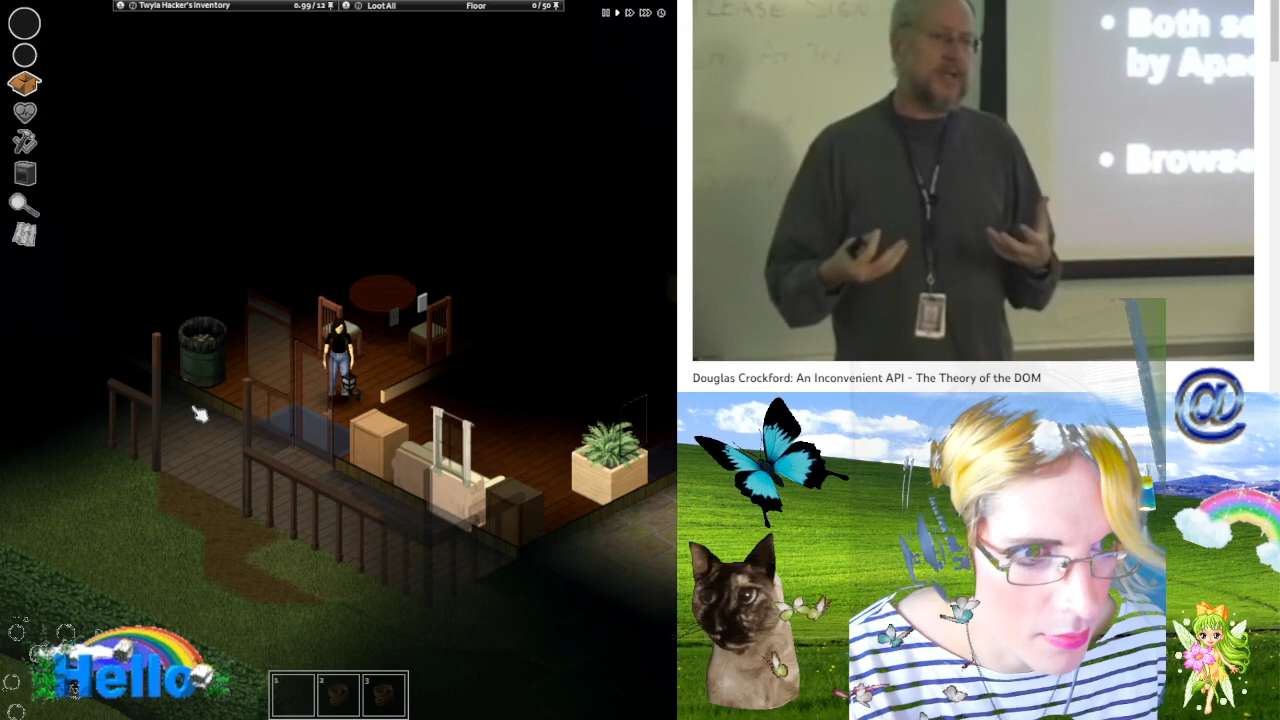 Twyla Hacker's Inventory 0.99 / 12 Loot All Floor 0 / 50
1 2 3
Hello
• Both se
by Apa
• Browse
Douglas Crockford: An Inconvenient API - The Theory of the DOM
@